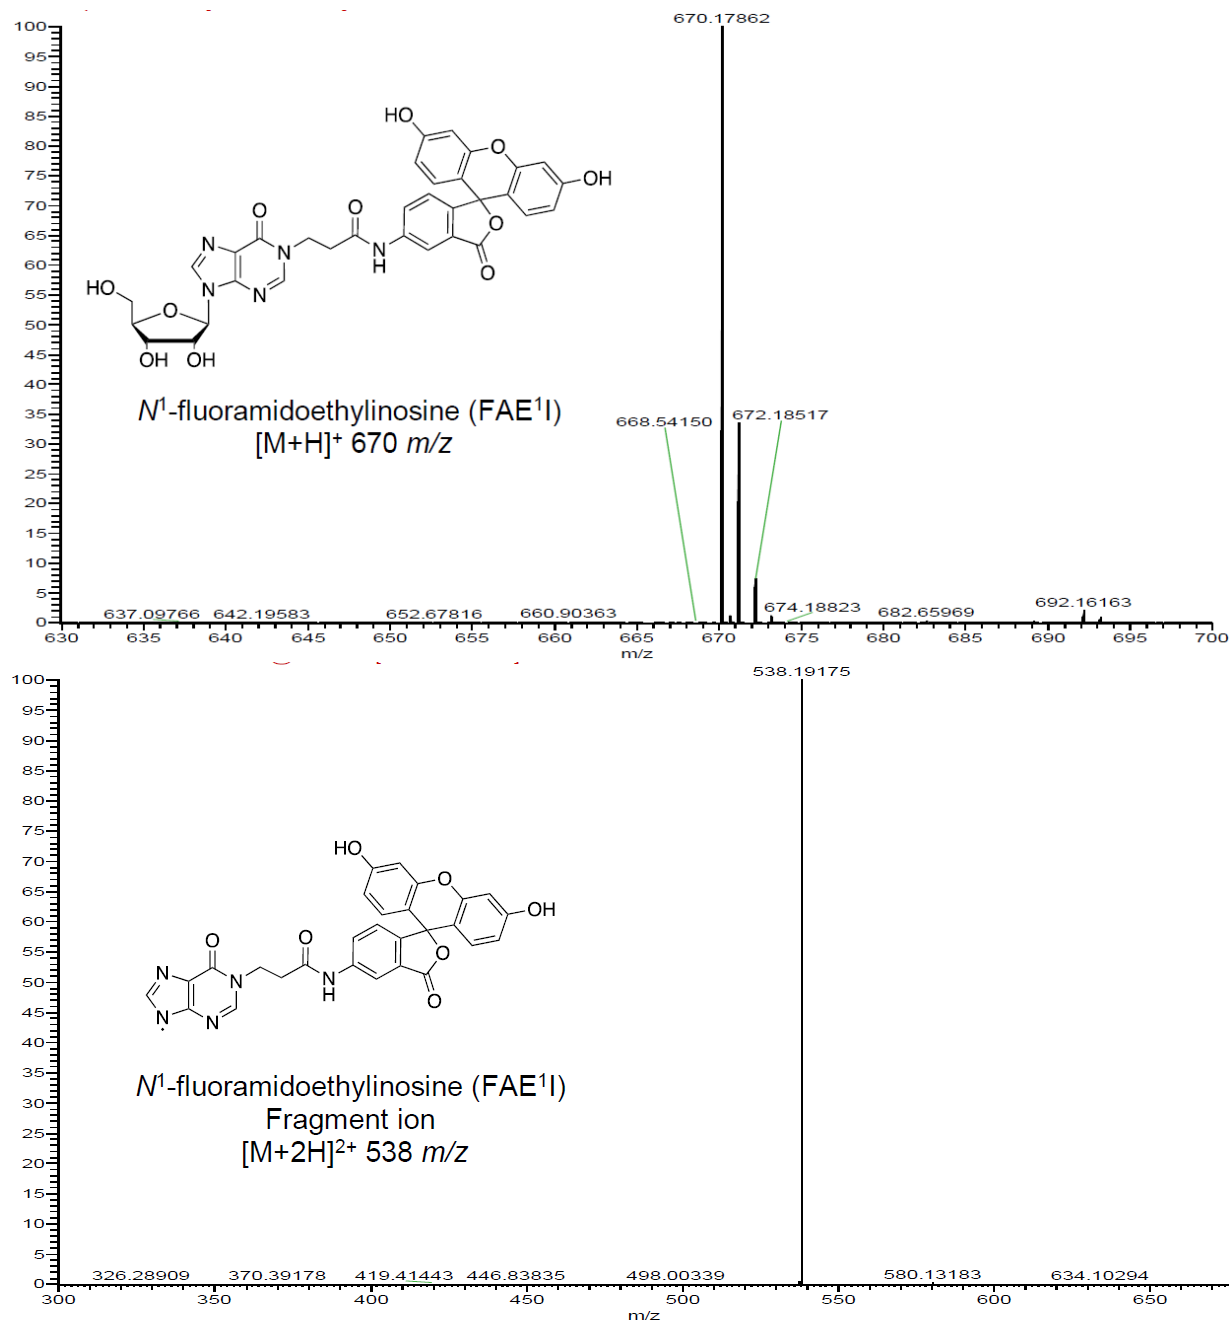 670.17862
100
95
90
85
80
75
70
65
60
55
50
45
40
35
30
25
20
15
10
5
0
HO
O
OH
O
O
O
N
N
N
H
O
N
N
HO
O
OH OH
N1-fluoramidoethylinosine (FAE1I)
[M+H]+ 670 m/z
668.54150 672.18517
637.09766 642.19583 652.67816 660.90363 674.18823 682.65969 692.16163
630 635 640 645 650 655 660 665 670 675 680 685 690 695 700
m/z
538.19175
100
95
90
85
80
75
70
65
60
55
50
45
40
35
30
25
20
15
10
5
0
HO
O
OH
O
O
O
N
N
N
H
O
N
N
N1-fluoramidoethylinosine (FAE1I)
Fragment ion
[M+2H]2+ 538 m/z
326.28909 370.39178 419.41443 446.83835 498.00339 580.13183 634.10294
300 350 400 450 500 550 600 650
m/z